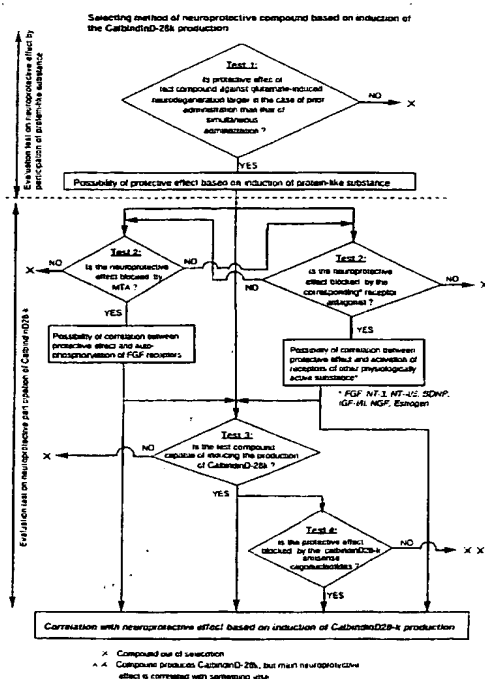 Selecting method of neuroprotective compound based on induction of
the CalbindinD-28k production
Evaluation test on neuroprotective effect by
participation of protein-like substance
Test 1:
Is protective effect of
test compound against glutamate-induced
neurodegeneration larger in the case of prior
administration than that of
simultaneous
administration ?
NO
×
YES
Possibility of protective effect based on induction of protein-like substance
Evaluation test on neuroprotective participation of CalbindinD28-k
Test 2:
Is the neuroprotective
effect blocked by
MTA ?
NO
×
NO
YES
Possibility of correlation between
protective effect and auto-
phosphorylation of FGF receptors
Test 2:
Is the neuroprotective
effect blocked by the
corresponding* receptor
antagonist ?
NO
NO
×
YES
Possibility of correlation between
protective effect and activation of
receptors of other physiologically
active substance*
* FGF, NT-3, NT-4/5, BDNF,
NGF, Estrogen
Test 3:
Is the test compound
capable of inducing the production
of CalbindinD-28k ?
NO
×
YES
Test 4:
Is the protective effect
blocked by the calbindinD28-k
antisense
oligonucleotides ?
NO
× ×
YES
Correlation with neuroprotective effect based on induction of CalbindinD28-k production
× Compound out of selection
× × Compound produces CalbindinD-28k, but main neuroprotective
effect is correlated with something else